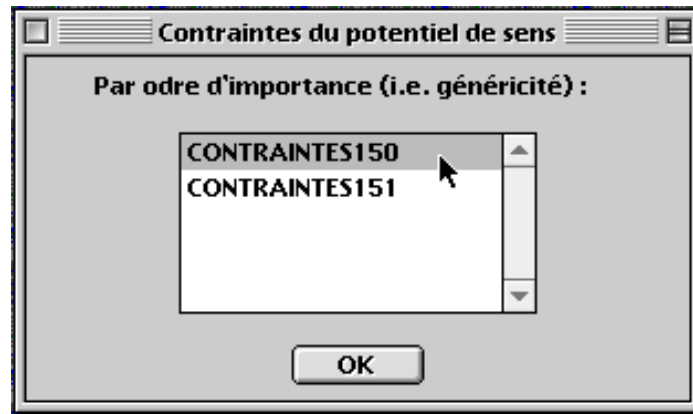 Contraintes du potentiel de sens
Par odre d'importance (i.e. généricité) :
CONTRAINTES150
CONTRAINTES151
OK